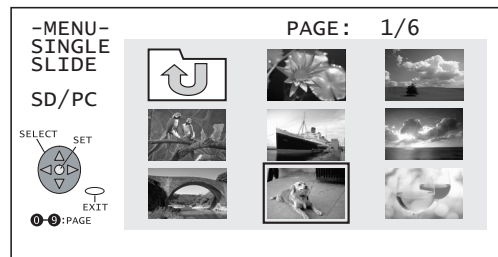 -MENU-
SINGLE
SLIDE
SD/PC
PAGE: 1/6
SELECT
SET
EXIT
0-9:PAGE